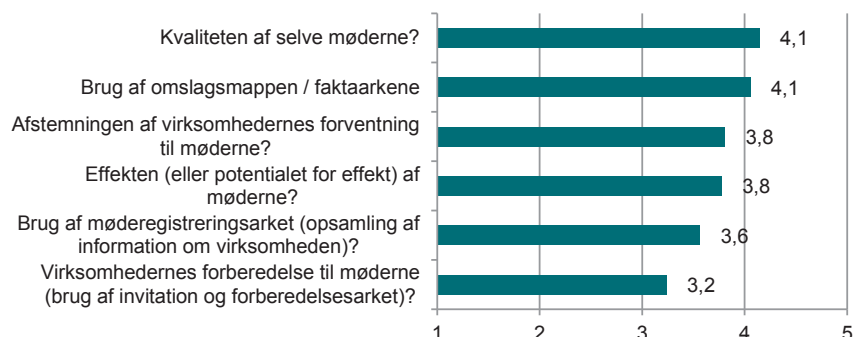 Kvaliteten af selve møderne?
4,1
Brug af omslagsmappen / faktaarkene
4,1
Afstemningen af virksomhedernes forventning
til møderne?
3,8
Effekten (eller potentialet for effekt) af
møderne?
3,8
Brug af møderegistreringsarket (opsamling af
information om virksomheden)?
3,6
Virksomhedernes forberedelse til møderne
(brug af invitation og forberedelsesarket)?
3,2
1 2 3 4 5